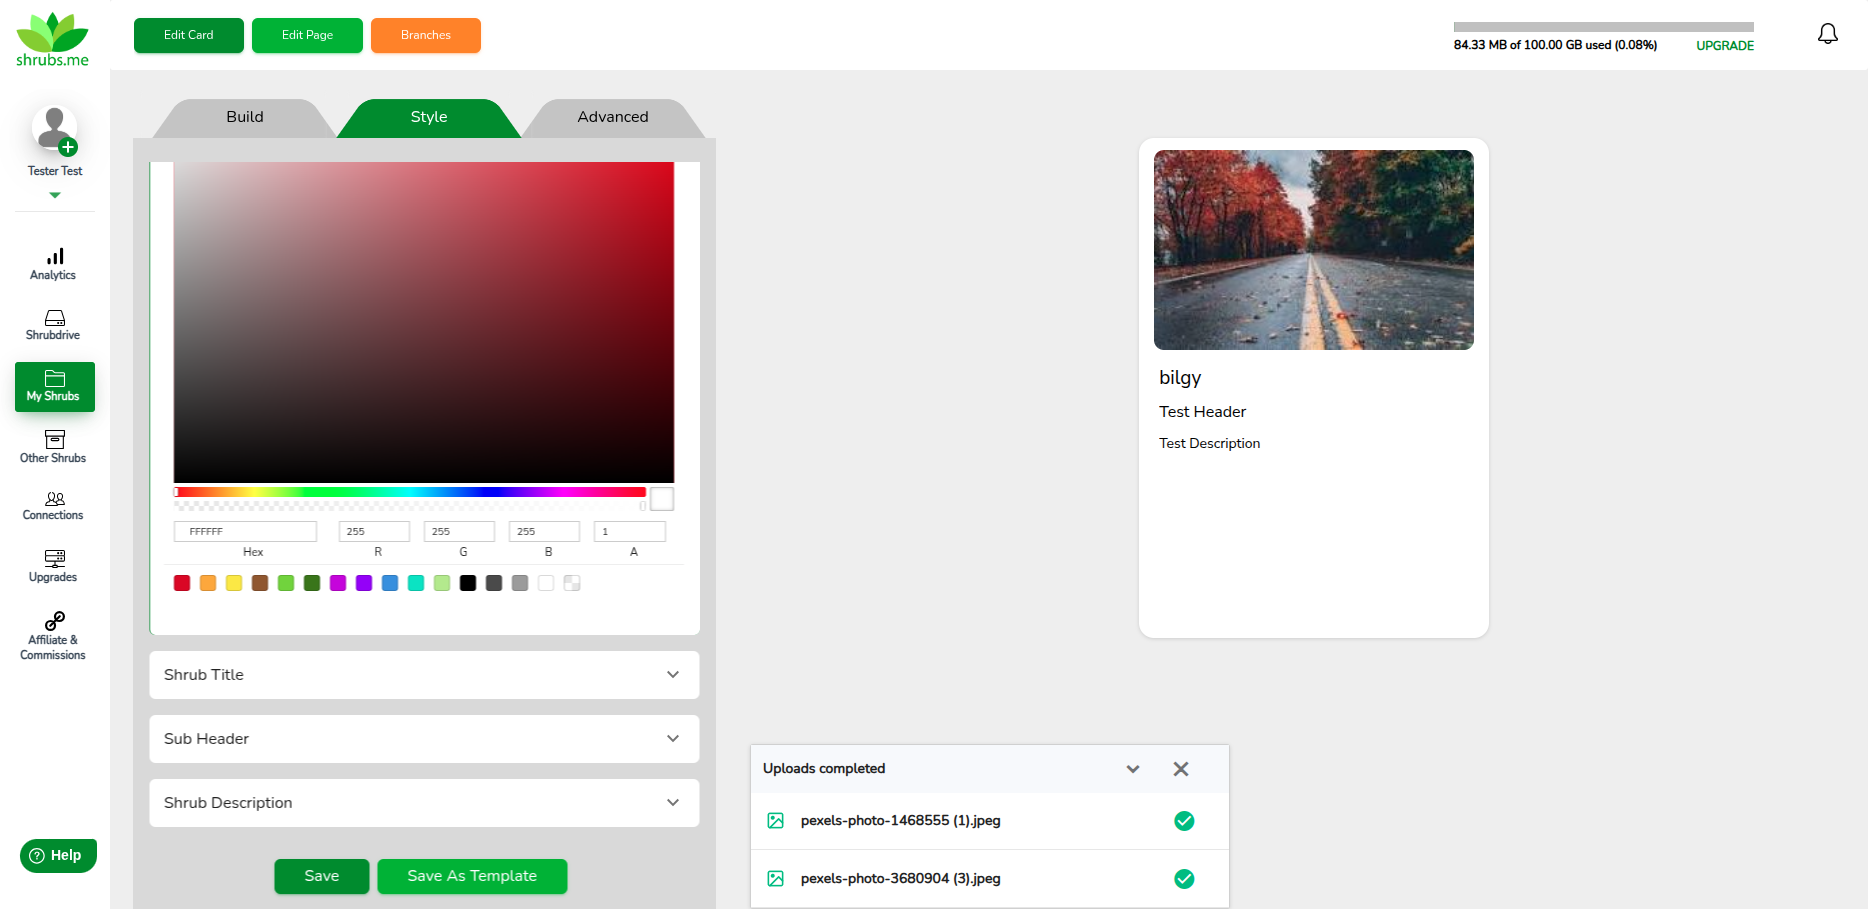 shrubs.me
Edit Card
Edit Page
Branches
84.33 MB of 100.00 GB used (0.08%)
UPGRADE
Tester Test
Analytics
Shrubdrive
My Shrubs
Other Shrubs
Connections
Upgrades
Affiliate &
Commissions
Help
Build
Style
Advanced
FFFFFF
255
255
255
1
Hex
R
G
B
A
Shrub Title
Sub Header
Shrub Description
Save
Save As Template
bilgy
Test Header
Test Description
Uploads completed
pexels-photo-1468555 (1).jpeg
pexels-photo-3680904 (3).jpeg